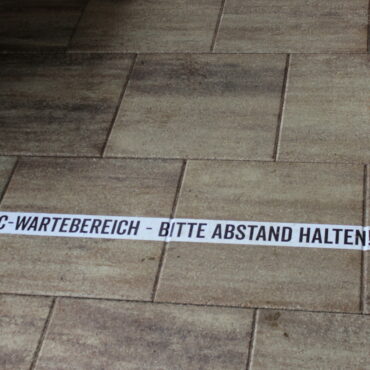 C-WARTEBEREICH - BITTE ABSTAND HALTEN!